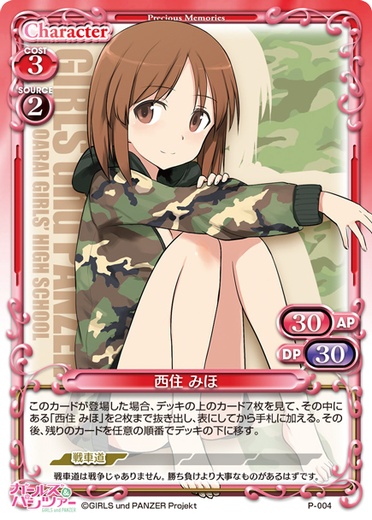 Precious Memories
Character
COST
3
SOURCE
2
GIRLS und PANZER
OARAI GIRLS' HIGH SCHOOL
30 AP
DP 30
西住 みほ
このカードが登場した場合、デッキの上のカード7枚を見て、その中に
ある「西住 みほ」を2枚まで抜き出し、表にしてから手札に加える。その
後、残りのカードを任意の順番でデッキの下に移す。
戦車道
戦車道は戦争じゃありません。勝ち負けより大事なものがあるはずです。
ガールズ&パンツァー
GIRLS und PANZER
©GIRLS und PANZER Projekt
P-004